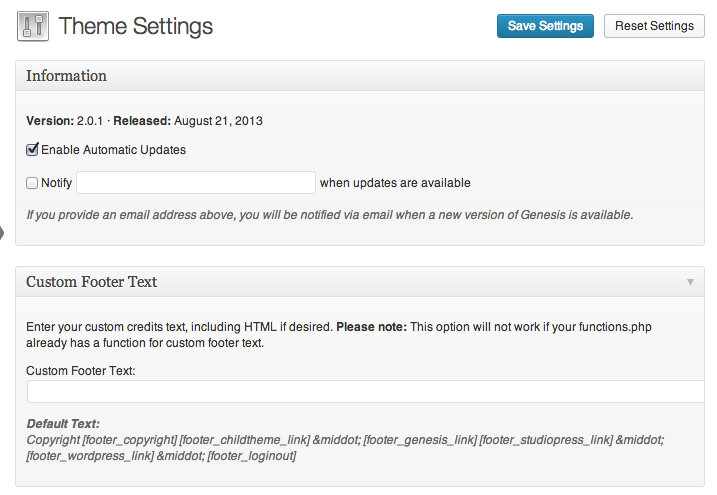 Theme Settings
Save Settings
Reset Settings
Information
Version: 2.0.1 · Released: August 21, 2013
Enable Automatic Updates
Notify when updates are available
If you provide an email address above, you will be notified via email when a new version of Genesis is available.
Custom Footer Text
Enter your custom credits text, including HTML if desired. Please note: This option will not work if your functions.php
already has a function for custom footer text.
Custom Footer Text:
Default Text:
Copyright [footer_copyright] [footer_childtheme_link] &middot; [footer_genesis_link] [footer_studiopress_link] &middot;
[footer_wordpress_link] &middot; [footer_loginout]